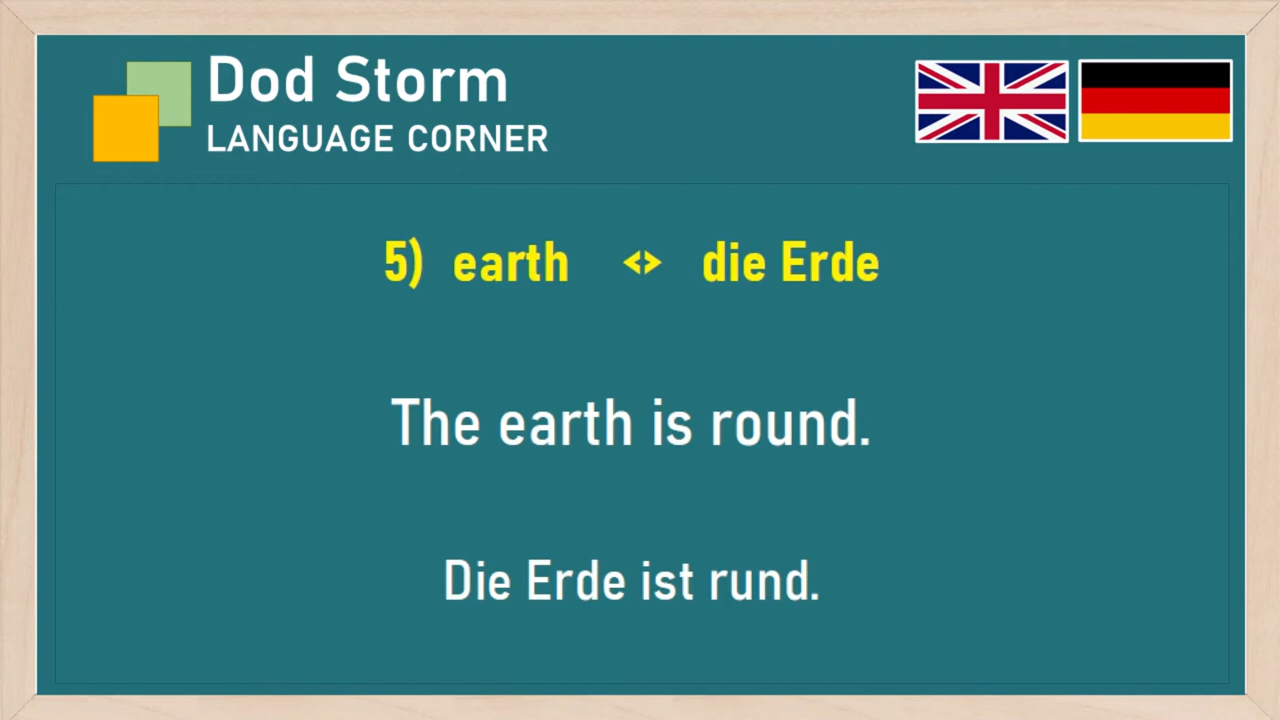 Dod Storm
LANGUAGE CORNER
5) earth <> die Erde
The earth is round.
Die Erde ist rund.